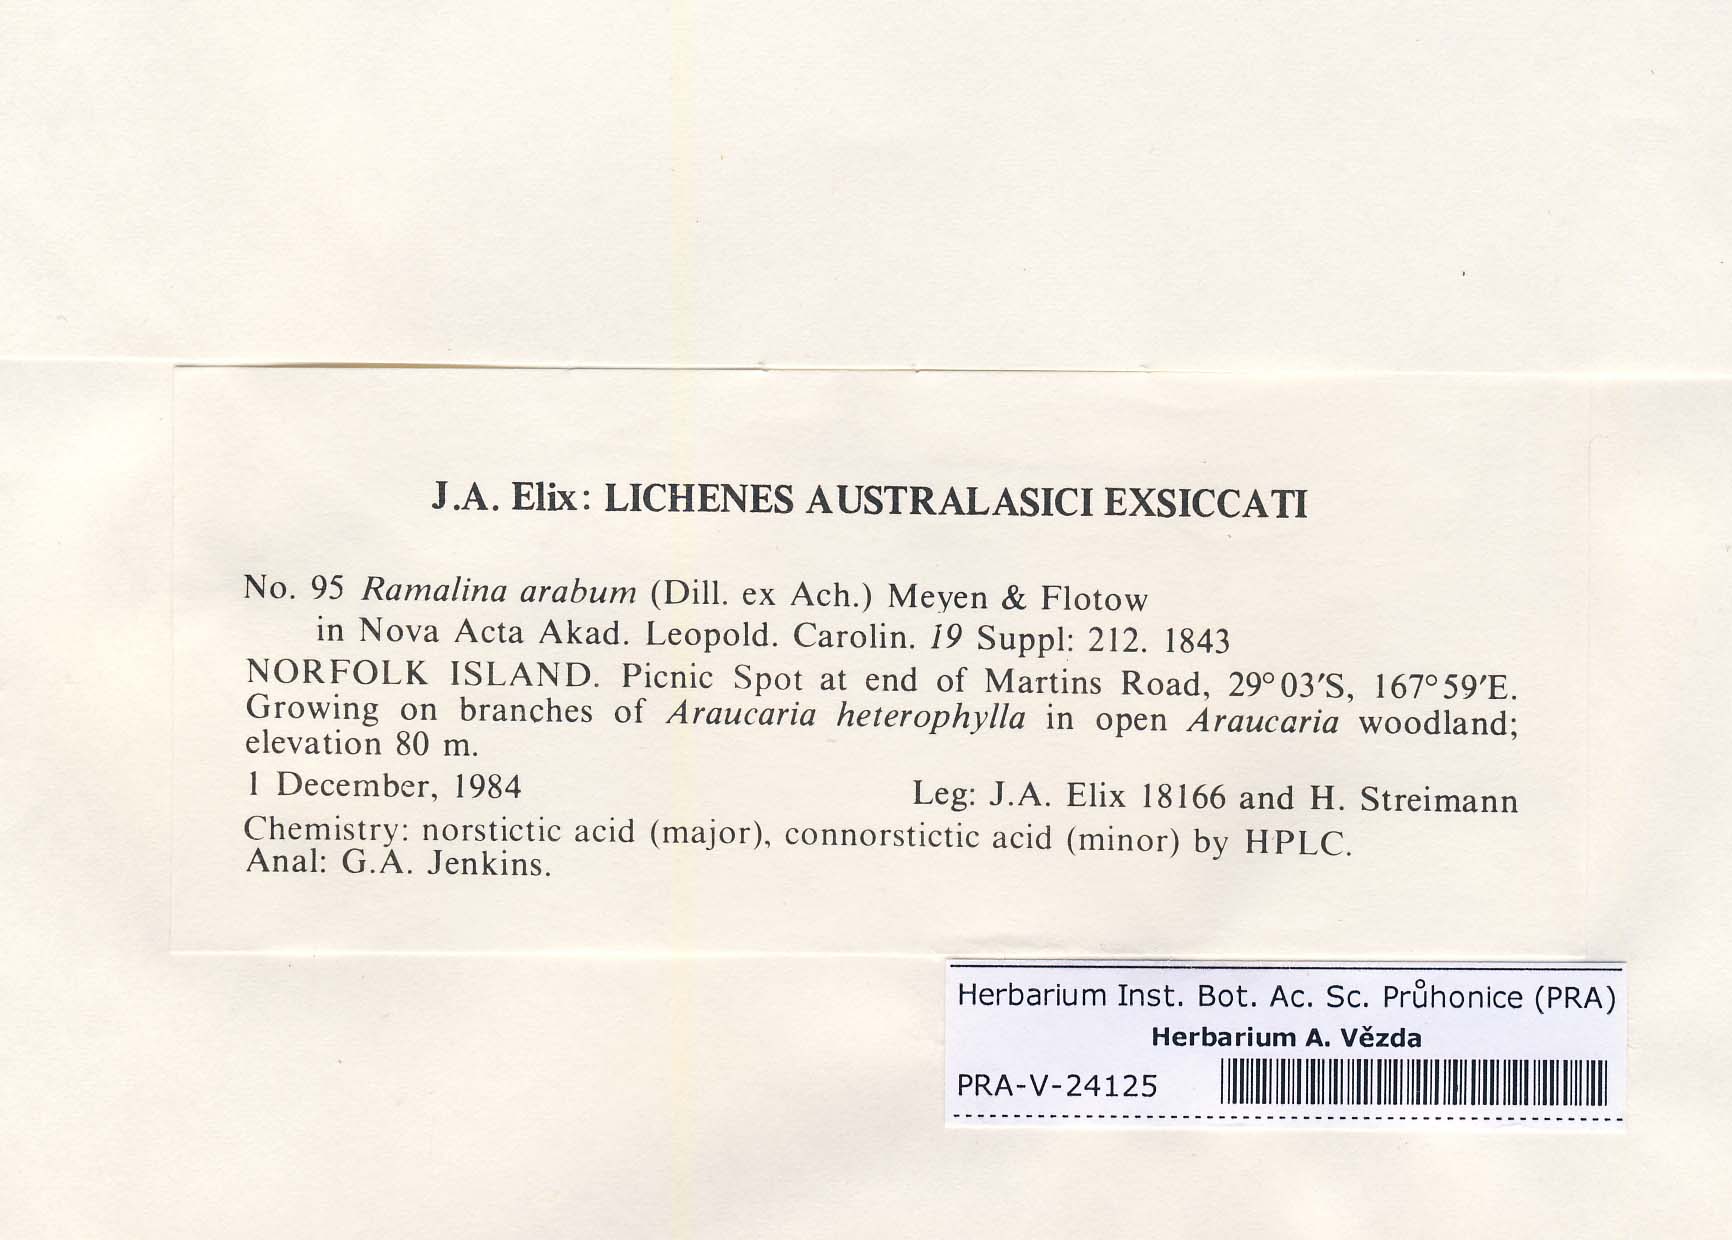 J.A. Elix: LICHENES AUSTRALASICI EXSICCATI
No. 95 Ramalina arabum (Dill. ex Ach.) Meyen & Flotow
in Nova Acta Akad. Leopold. Carolin. 19 Suppl: 212. 1843
NORFOLK ISLAND. Picnic Spot at end of Martins Road, 29°03′S, 167°59′E.
Growing on branches of Araucaria heterophylla in open Araucaria woodland;
elevation 80 m.
1 December, 1984 Leg: J.A. Elix 18166 and H. Streimann
Chemistry: norstictic acid (major), connorstictic acid (minor) by HPLC.
Anal: G.A. Jenkins.
Herbarium Inst. Bot. Ac. Sc. Průhonice (PRA)
Herbarium A. Vězda
PRA-V-24125